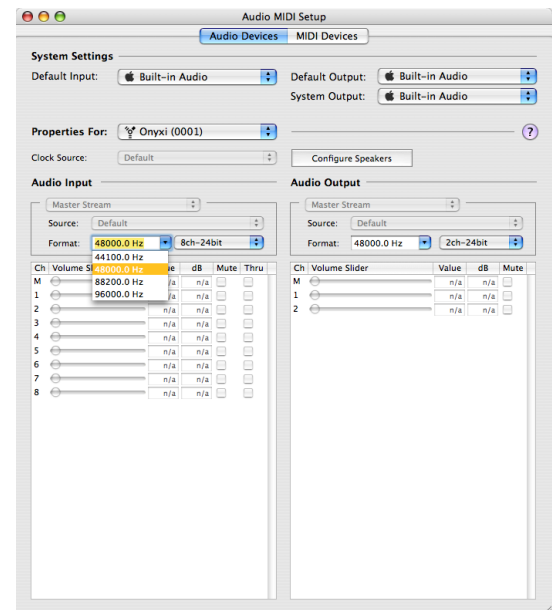 Audio MIDI Setup
Audio Devices MIDI Devices
System Settings
Default Input: Built-in Audio Default Output: Built-in Audio
System Output: Built-in Audio
Properties For: Onyxi (0001) ?
Clock Source: Default Configure Speakers
Audio Input Audio Output
Master Stream Master Stream
Source: Default Source: Default
Format: 48000.0 Hz 8ch-24bit Format: 48000.0 Hz 2ch-24bit
44100.0 Hz
48000.0 Hz
88200.0 Hz
96000.0 Hz
Ch Volume S ue dB Mute Thru Ch Volume Slider Value dB Mute
M n/a n/a M n/a n/a
1 n/a n/a 1 n/a n/a
2 n/a n/a 2 n/a n/a
3 n/a n/a
4 n/a n/a
5 n/a n/a
6 n/a n/a
7 n/a n/a
8 n/a n/a